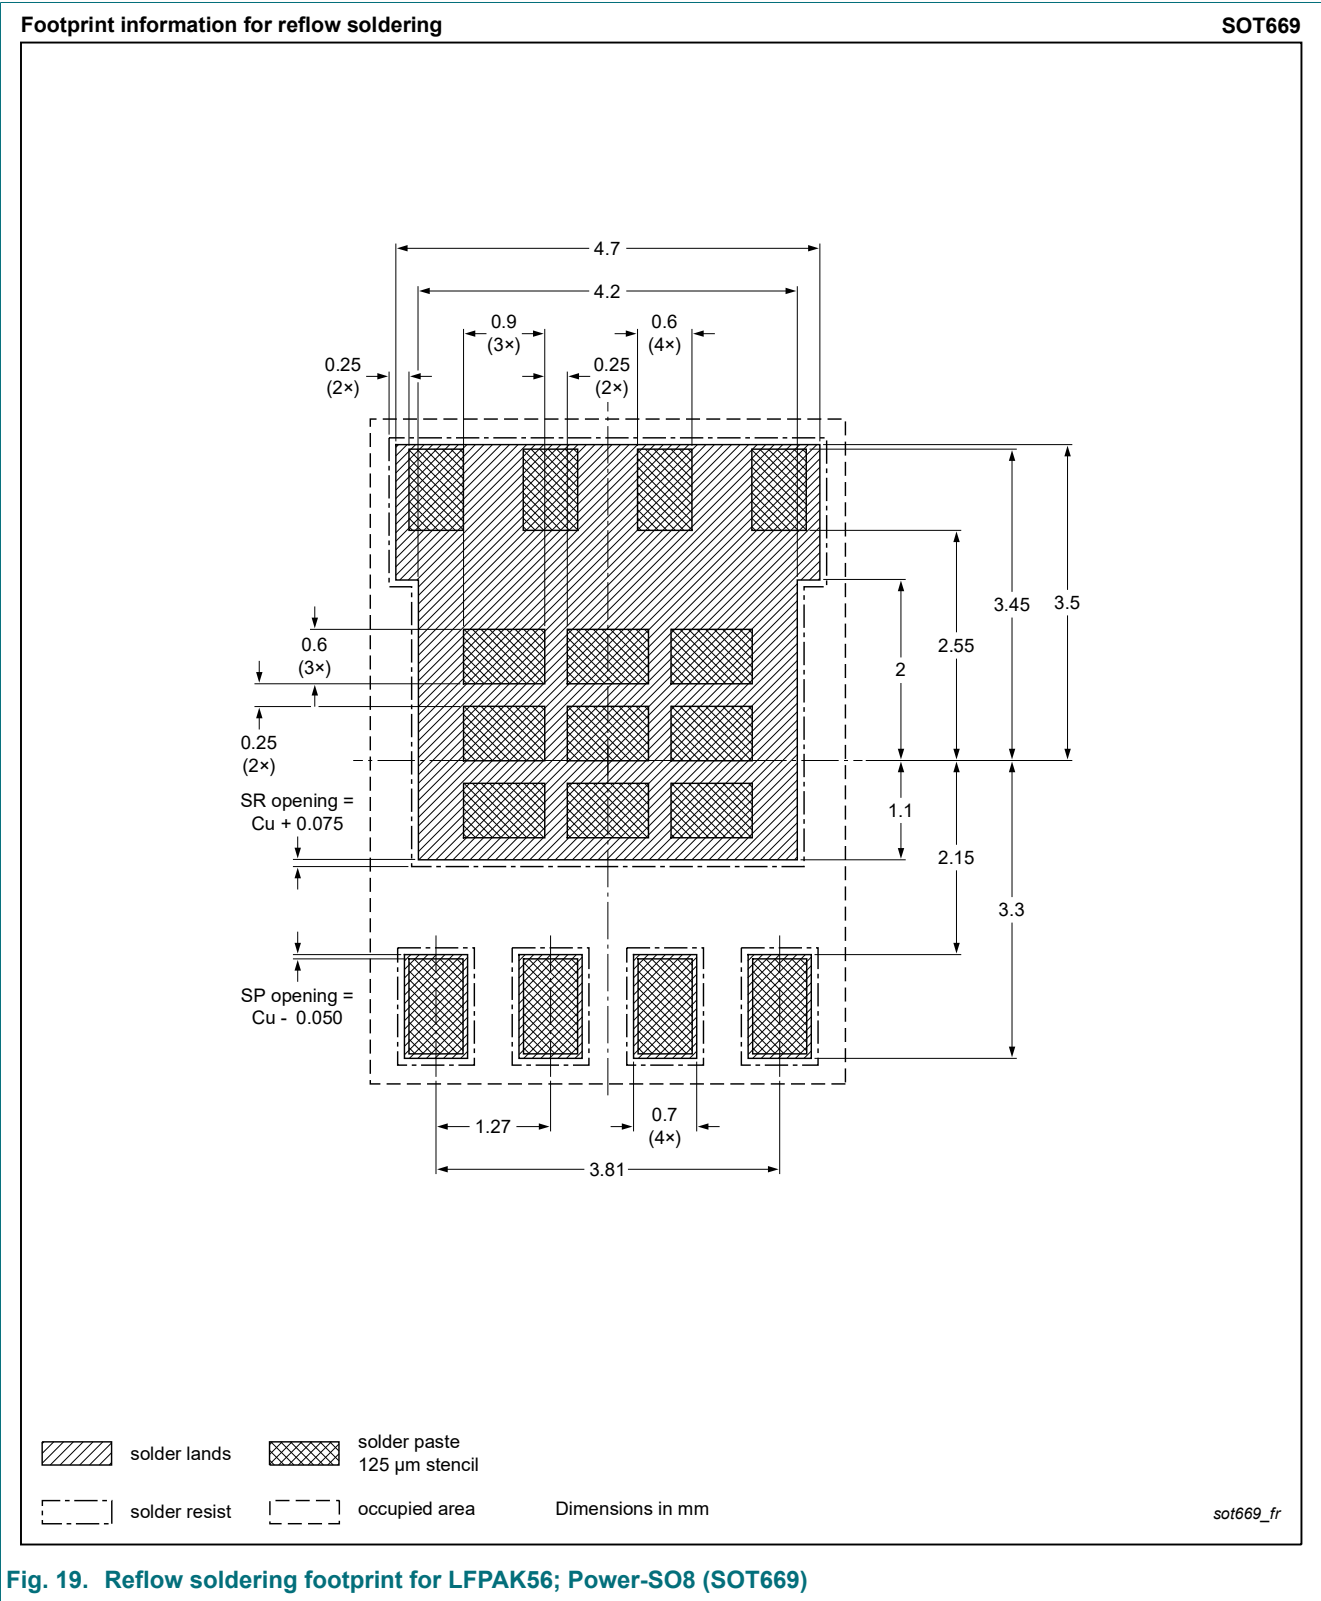 Footprint information for reflow soldering
SOT669
4.7
4.2
0.9
(3×)
0.6
(4×)
0.25
(2×)
0.25
(2×)
3.45
3.5
2.55
2
0.6
(3×)
0.25
(2×)
SR opening =
Cu + 0.075
1.1
2.15
3.3
SP opening =
Cu - 0.050
1.27
0.7
(4×)
3.81
solder lands
solder paste
125 µm stencil
solder resist
occupied area
Dimensions in mm
sot669_fr
Fig. 19. Reflow soldering footprint for LFPAK56; Power-SO8 (SOT669)